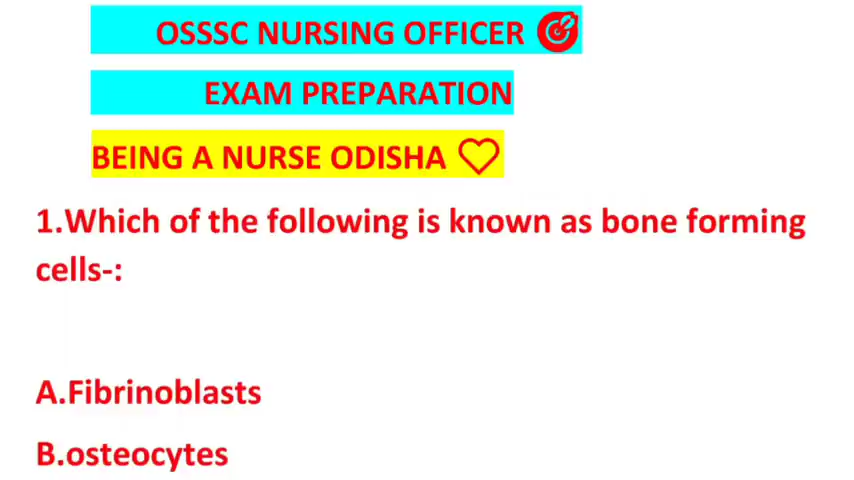 OSSSC NURSING OFFICER
EXAM PREPARATION
BEING A NURSE ODISHA
1.Which of the following is known as bone forming
cells-:
A.Fibrinoblasts
B.osteocytes